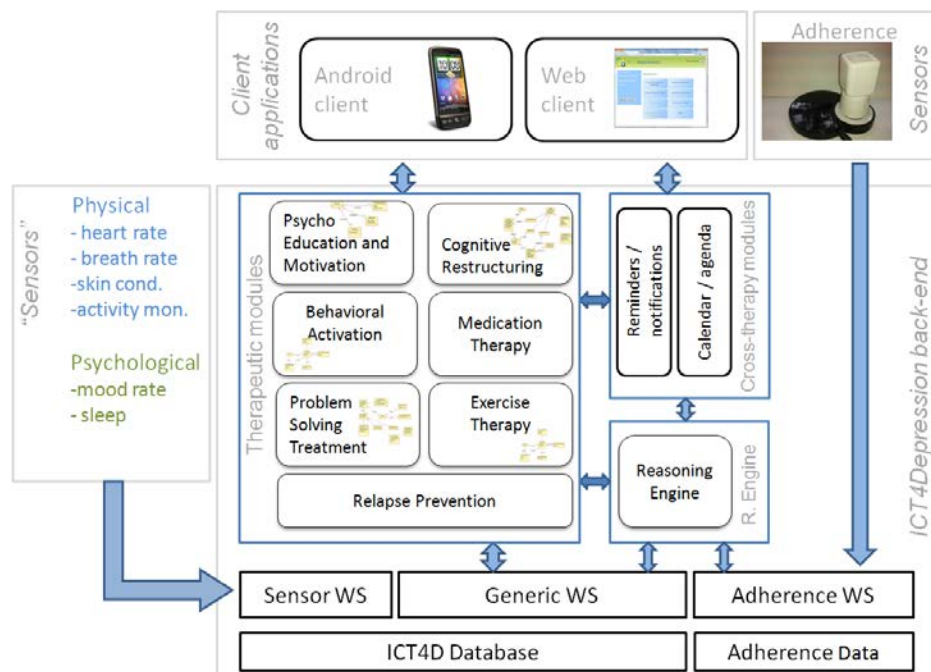 Client
applications
Android
client
Web
client
Adherence
Sensors
"Sensors"
Physical
- heart rate
- breath rate
-skin cond.
-activity mon.
Psychological
-mood rate
- sleep
Therapeutic modules
Psycho
Education and
Motivation
Cognitive
Restructuring
Behavioral
Activation
Medication
Therapy
Problem
Solving
Treatment
Exercise
Therapy
Relapse Prevention
Reminders /
notifications
Calendar / agenda
Cross-therapy modules
Reasoning
Engine
R. Engine
ICT4Depression back-end
Sensor WS
Generic WS
Adherence WS
ICT4D Database
Adherence Data